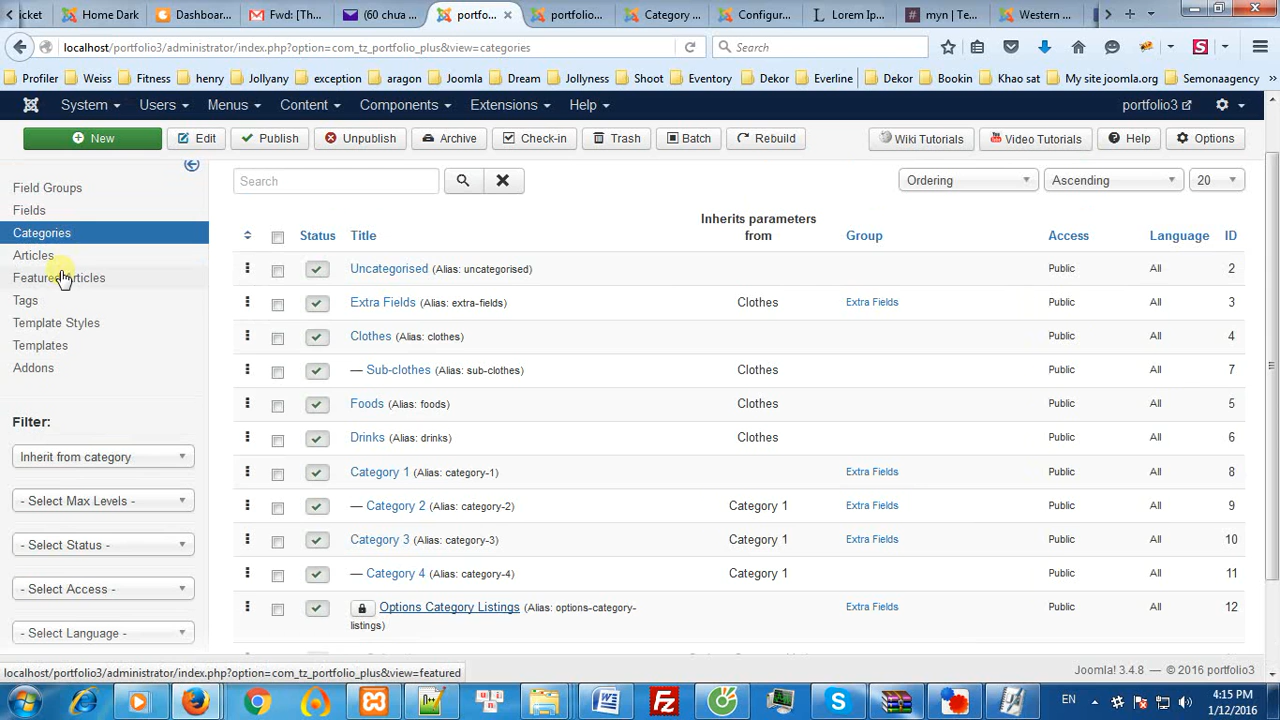 icket
Home Dark
Dashboar...
Fwd: [Th...
(60 chua ...
portfo...
portfolio...
Category ...
Configur...
Lorem Ip...
myn | Te...
Western ...
localhost/portfolio3/administrator/index.php?option=com_tz_portfolio_plus&view=categories
Search
Profiler
Weiss
Fitness
henry
Jollyany
exception
aragon
Joomla
Dream
Jollyness
Shoot
Eventory
Dekor
Everline
Dekor
Bookin
Khao sat
My site joomla.org
Semonaagency
System
Users
Menus
Content
Components
Extensions
Help
portfolio3
New
Edit
Publish
Unpublish
Archive
Check-in
Trash
Batch
Rebuild
Wiki Tutorials
Video Tutorials
Help
Options
Field Groups
Fields
Categories
Articles
Featured Articles
Tags
Template Styles
Templates
Addons
Filter:
Inherit from category
- Select Max Levels -
- Select Status -
- Select Access -
- Select Language -
Search
Ordering
Ascending
20
Status Title Inherits parameters from Group Access Language ID
Uncategorised (Alias: uncategorised) Public All 2
Extra Fields (Alias: extra-fields) Clothes Extra Fields Public All 3
Clothes (Alias: clothes) Public All 4
— Sub-clothes (Alias: sub-clothes) Clothes Public All 7
Foods (Alias: foods) Clothes Public All 5
Drinks (Alias: drinks) Clothes Public All 6
Category 1 (Alias: category-1) Extra Fields Public All 8
— Category 2 (Alias: category-2) Category 1 Extra Fields Public All 9
Category 3 (Alias: category-3) Category 1 Extra Fields Public All 10
— Category 4 (Alias: category-4) Category 1 Public All 11
Options Category Listings (Alias: options-category-listings) Extra Fields Public All 12
localhost/portfolio3/administrator/index.php?option=com_tz_portfolio_plus&view=featured
Joomla! 3.4.8 — © 2016 portfolio3
EN
4:15 PM
1/12/2016